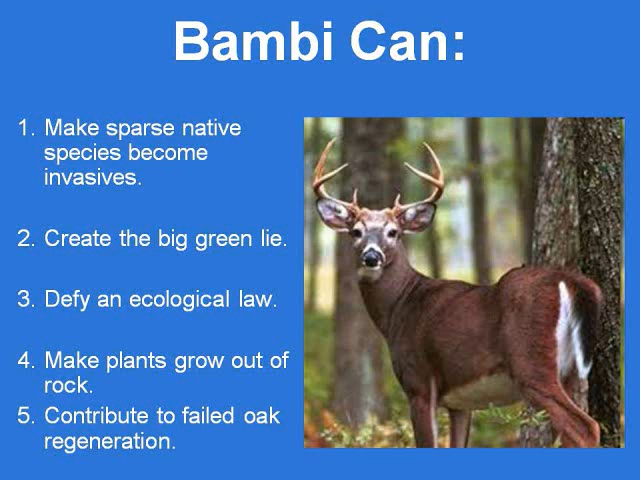 Bambi Can:
1. Make sparse native
species become
invasives.
2. Create the big green lie.
3. Defy an ecological law.
4. Make plants grow out of
rock.
5. Contribute to failed oak
regeneration.